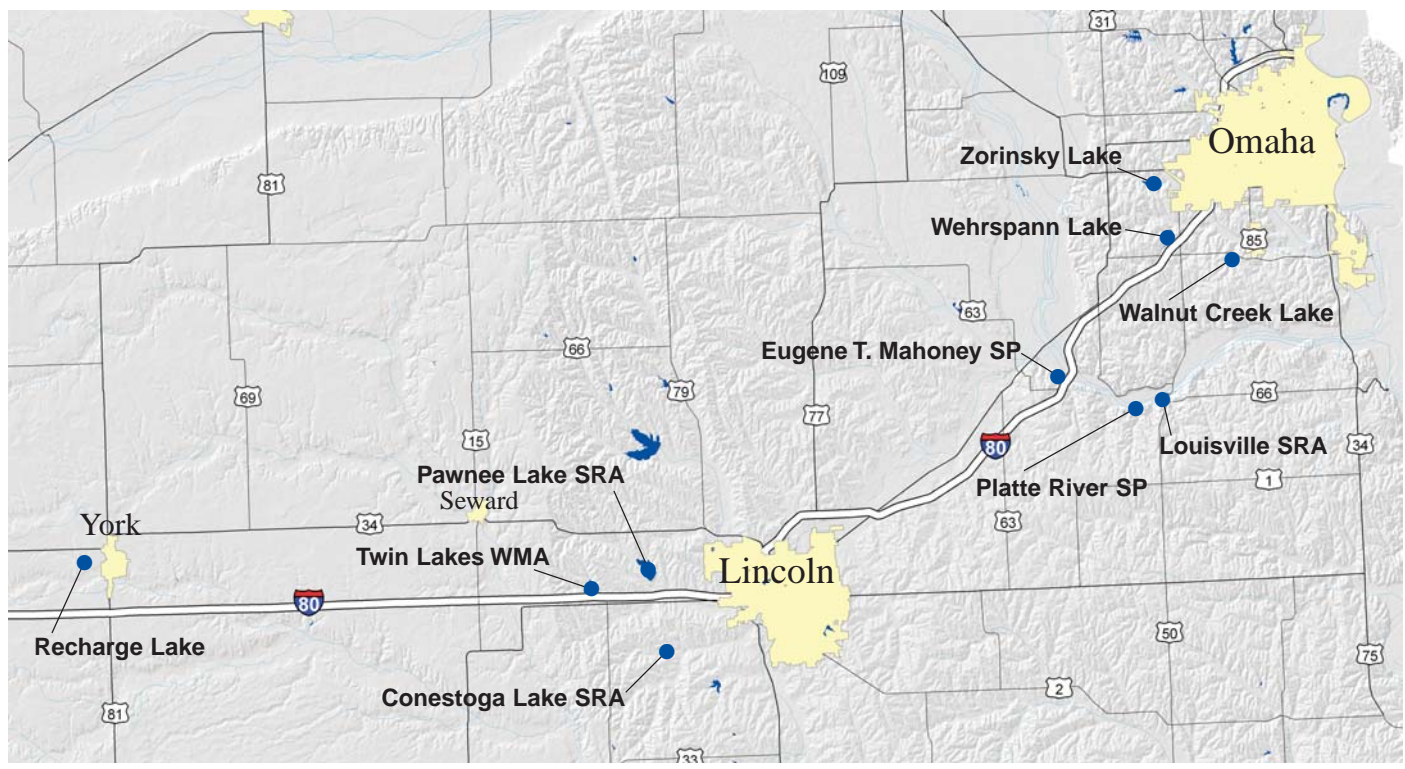 31
109
Omaha
Zorinsky Lake
81
Wehrspann Lake
85
Walnut Creek Lake
63
Eugene T. Mahoney SP
66
79
69
77
66
15
80
Louisville SRA
34
Pawnee Lake SRA
Platte River SP
1
Seward
York
34
63
Twin Lakes WMA
Lincoln
80
Recharge Lake
50
75
Conestoga Lake SRA
2
81
33